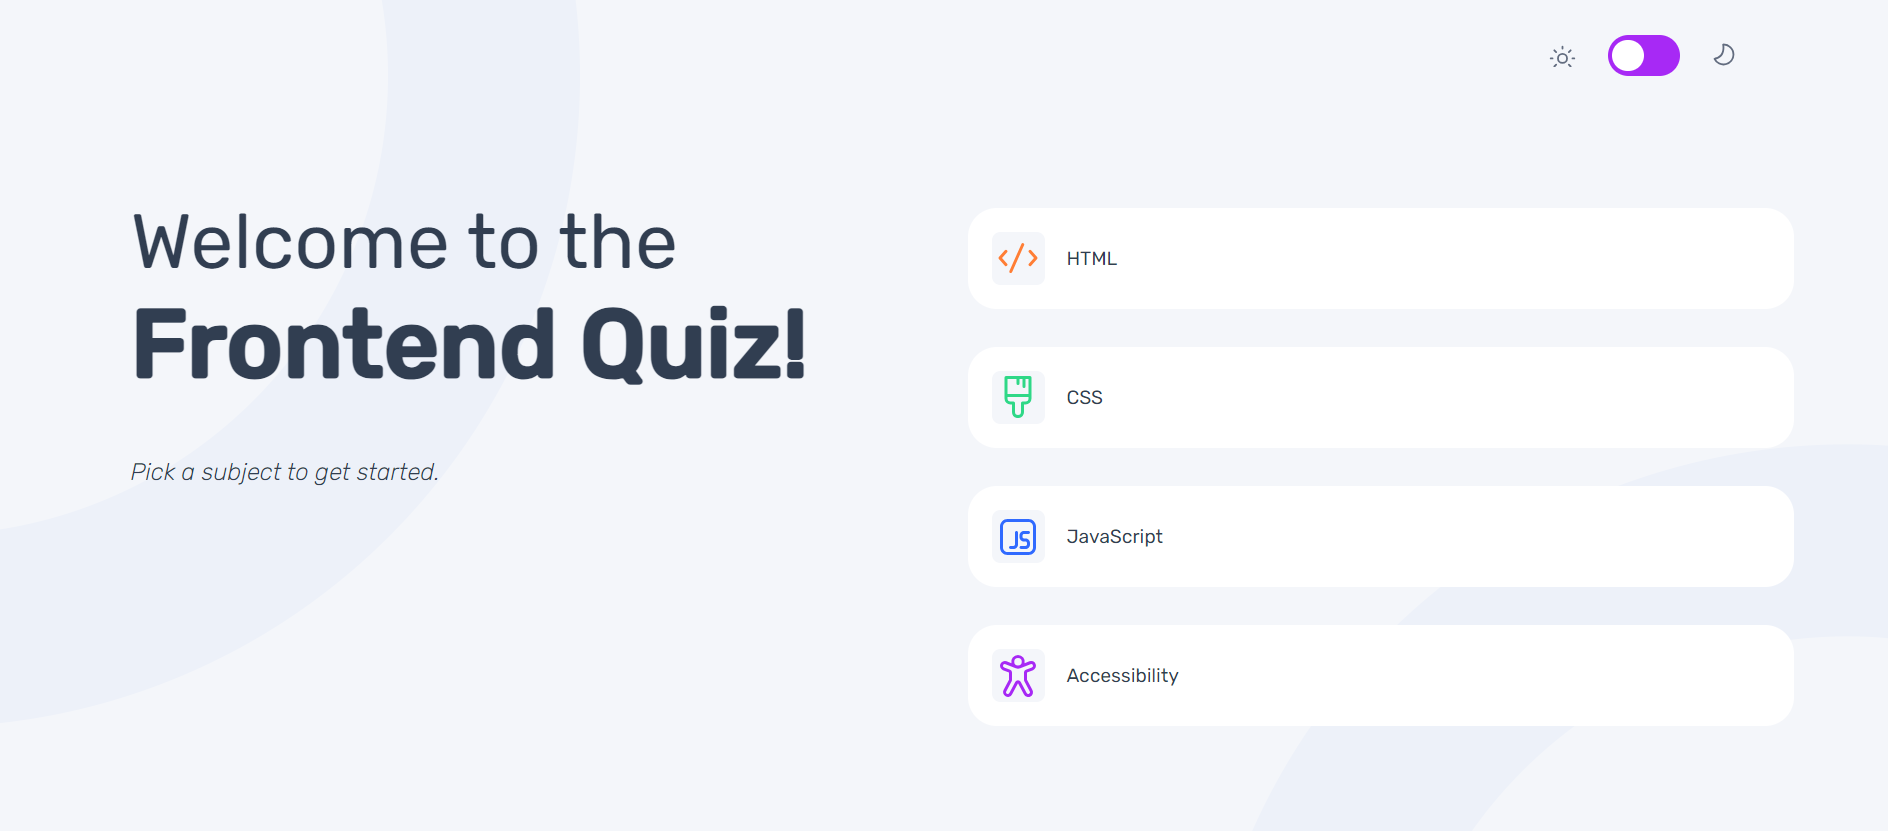 Welcome to the
Frontend Quiz!
Pick a subject to get started.
HTML
CSS
JS
JavaScript
Accessibility